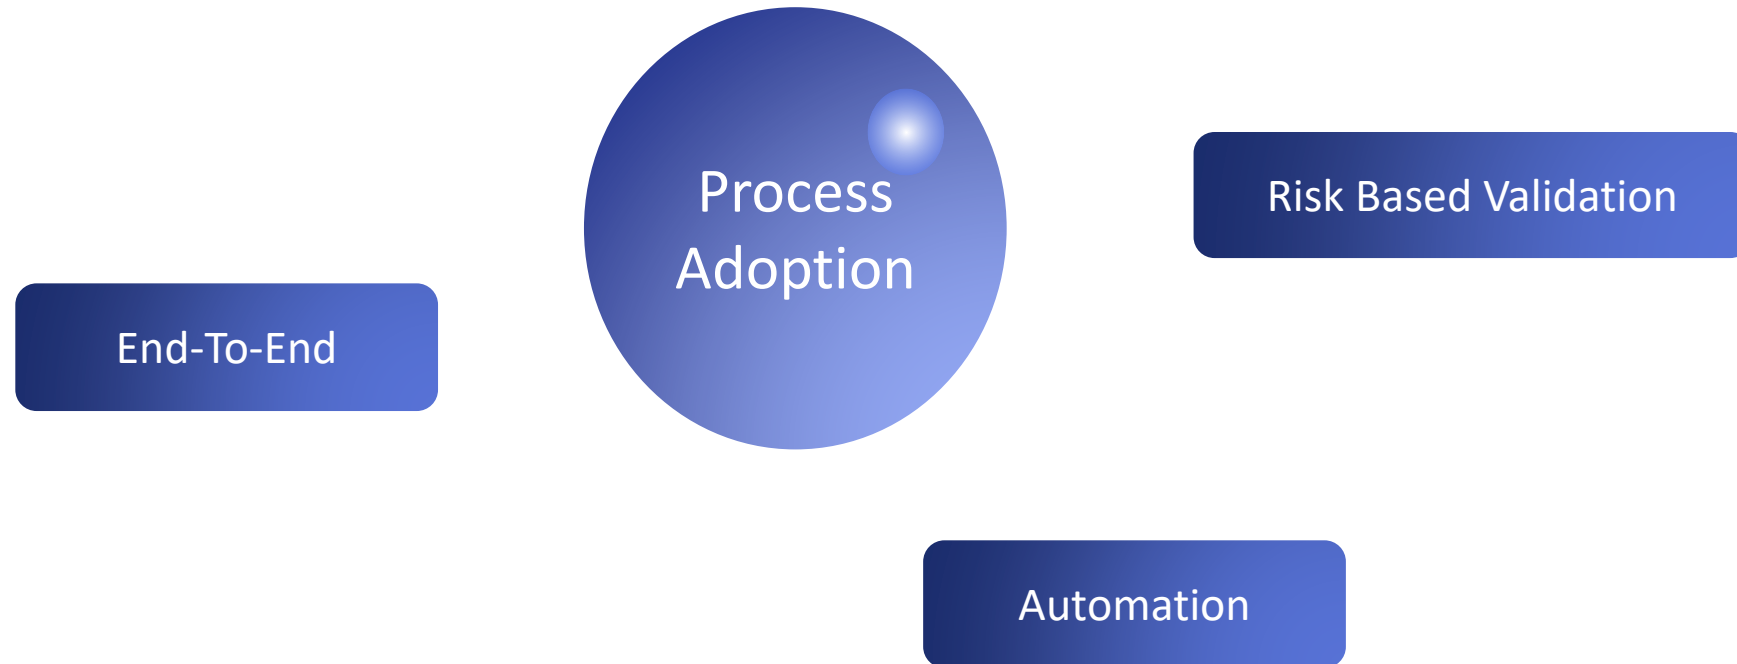 Process
Adoption
Risk Based Validation
End-To-End
Automation